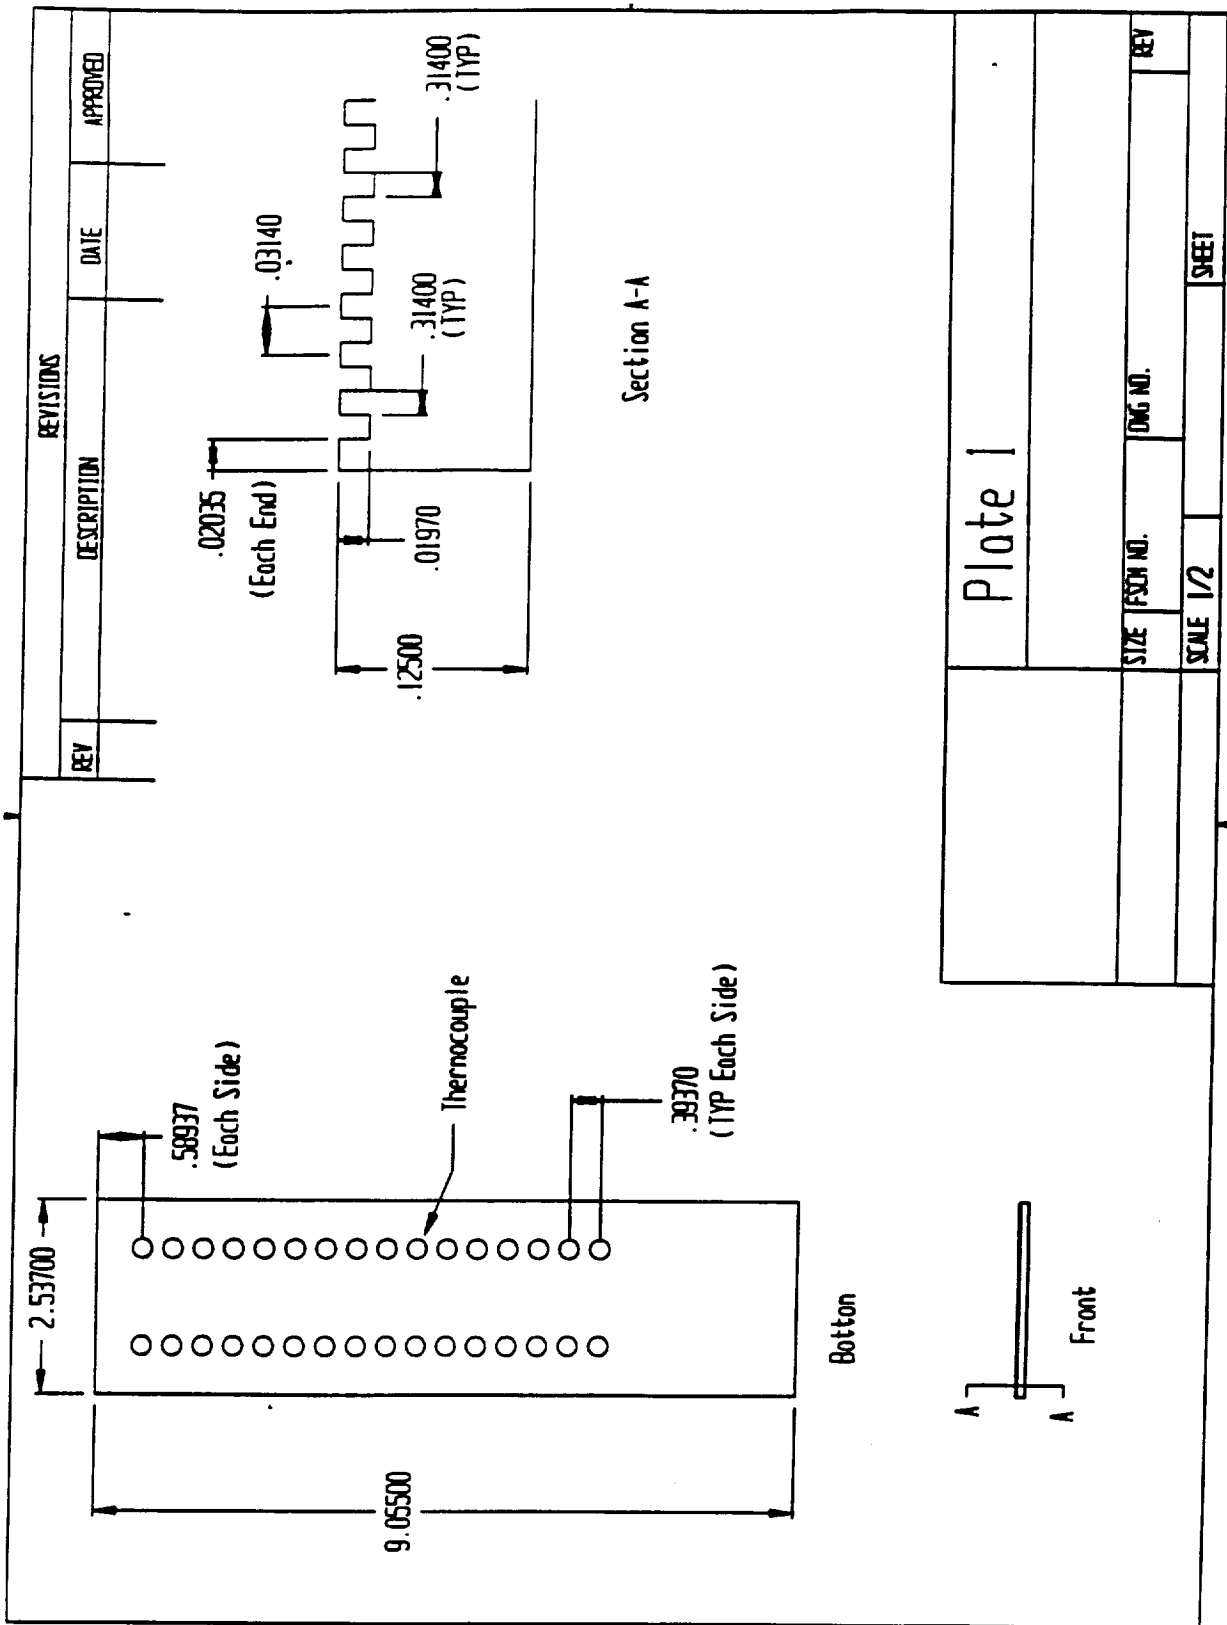 REVISIONS
REV DESCRIPTION DATE APPROVED
2.53700
.58937
(Each Side)
9.05500
Thernocouple
.39370
(TYP Each Side)
Botton
A
A
Front
.02035
(Each End)
.03140
.31400
(TYP)
.31400
(TYP)
.01970
.12500
Section A-A
Plate 1
SIZE FSCM NO. DWG NO. REV
SCALE 1/2 SHEET